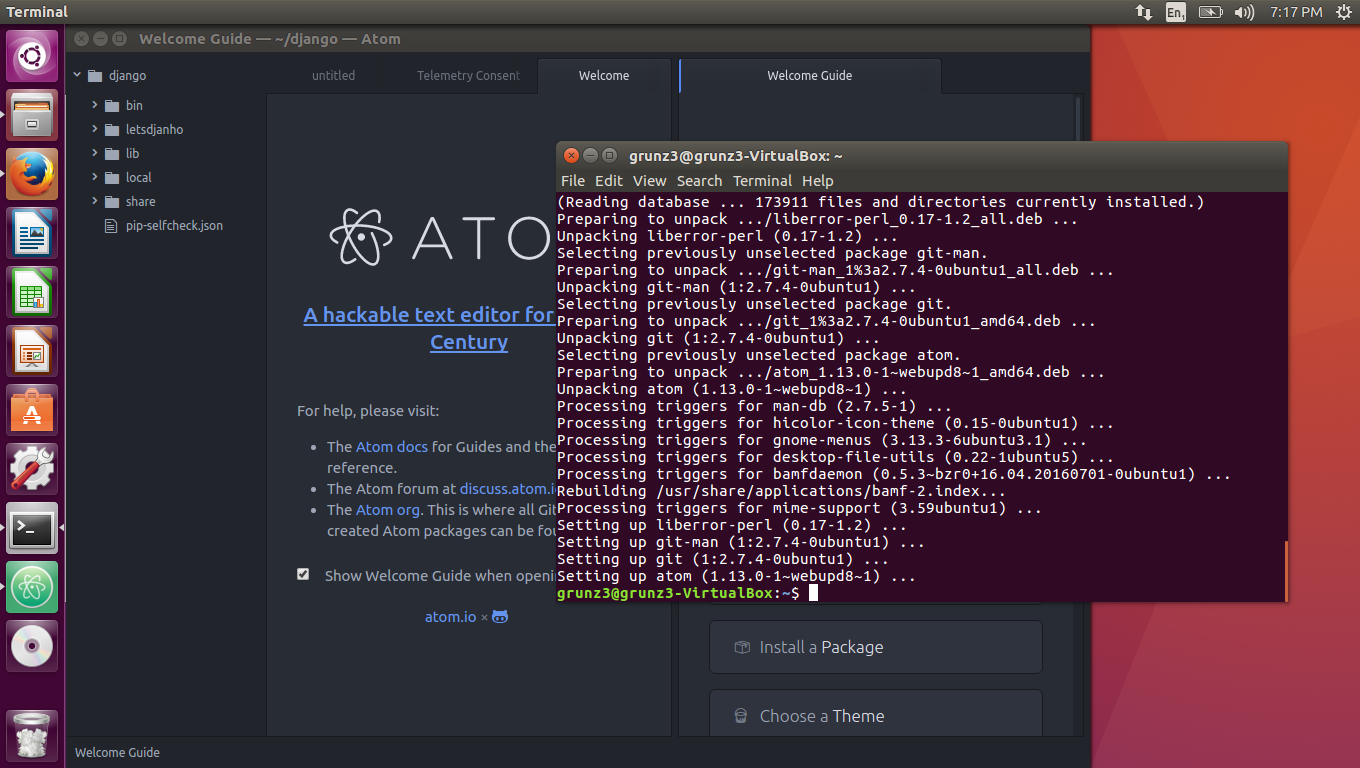 Terminal
En1
7:17 PM
Welcome Guide — ~/django — Atom
django
bin
letsdjanho
lib
local
share
pip-selfcheck.json
untitled
Telemetry Consent
Welcome
Welcome Guide
ATO
A hackable text editor for
Century
For help, please visit:
The Atom docs for Guides and the
reference.
The Atom forum at discuss.atom.i
The Atom org. This is where all Git
created Atom packages can be fou
Show Welcome Guide when openi
atom.io ×
Install a Package
Choose a Theme
Welcome Guide
grunz3@grunz3-VirtualBox: ~
File Edit View Search Terminal Help
(Reading database ... 173911 files and directories currently installed.)
Preparing to unpack .../liberror-perl_0.17-1.2_all.deb ...
Unpacking liberror-perl (0.17-1.2) ...
Selecting previously unselected package git-man.
Preparing to unpack .../git-man_1%3a2.7.4-0ubuntu1_all.deb ...
Unpacking git-man (1:2.7.4-0ubuntu1) ...
Selecting previously unselected package git.
Preparing to unpack .../git_1%3a2.7.4-0ubuntu1_amd64.deb ...
Unpacking git (1:2.7.4-0ubuntu1) ...
Selecting previously unselected package atom.
Preparing to unpack .../atom_1.13.0-1~webupd8~1_amd64.deb ...
Unpacking atom (1.13.0-1~webupd8~1) ...
Processing triggers for man-db (2.7.5-1) ...
Processing triggers for hicolor-icon-theme (0.15-0ubuntu1) ...
Processing triggers for gnome-menus (3.13.3-6ubuntu3.1) ...
Processing triggers for desktop-file-utils (0.22-1ubuntu5) ...
Processing triggers for bamfdaemon (0.5.3~bzr0+16.04.20160701-0ubuntu1) ...
Rebuilding /usr/share/applications/bamf-2.index...
Processing triggers for mime-support (3.59ubuntu1) ...
Setting up liberror-perl (0.17-1.2) ...
Setting up git-man (1:2.7.4-0ubuntu1) ...
Setting up git (1:2.7.4-0ubuntu1) ...
Setting up atom (1.13.0-1~webupd8~1) ...
grunz3@grunz3-VirtualBox:~$